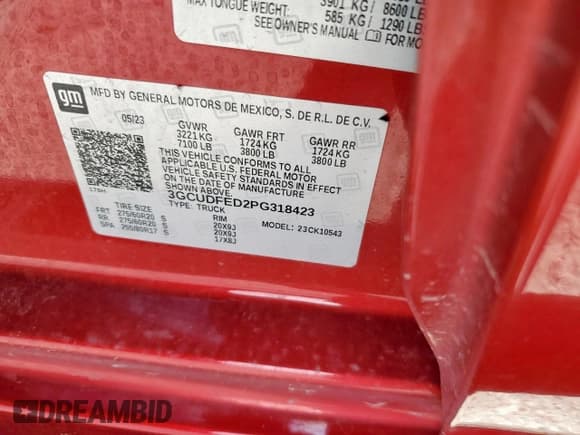 3901 KG / 8600 LB
MAX TONGUE WEIGHT: 585 KG / 1290 LB
SEE OWNER'S MANUAL FOR MO
gm
MFD BY GENERAL MOTORS DE MEXICO, S. DE R.L. DE C.V.
05/23
GVWR GAWR FRT GAWR RR
3221 KG 1724 KG 1724 KG
7100 LB 3800 LB 3800 LB
THIS VEHICLE CONFORMS TO ALL
APPLICABLE U.S. FEDERAL MOTOR
VEHICLE SAFETY STANDARDS IN EFFECT
ON THE DATE OF MANUFACTURE
SHOWN ABOVE.
3GCUDFED2PG318423
TYPE: TRUCK
MODEL: 23CK10543
TIRE SIZE RIM
FRT 275/60R20 20X9J
RR 275/60R20 20X9J
SPA 255/80R17 17X8J
DREAMBID